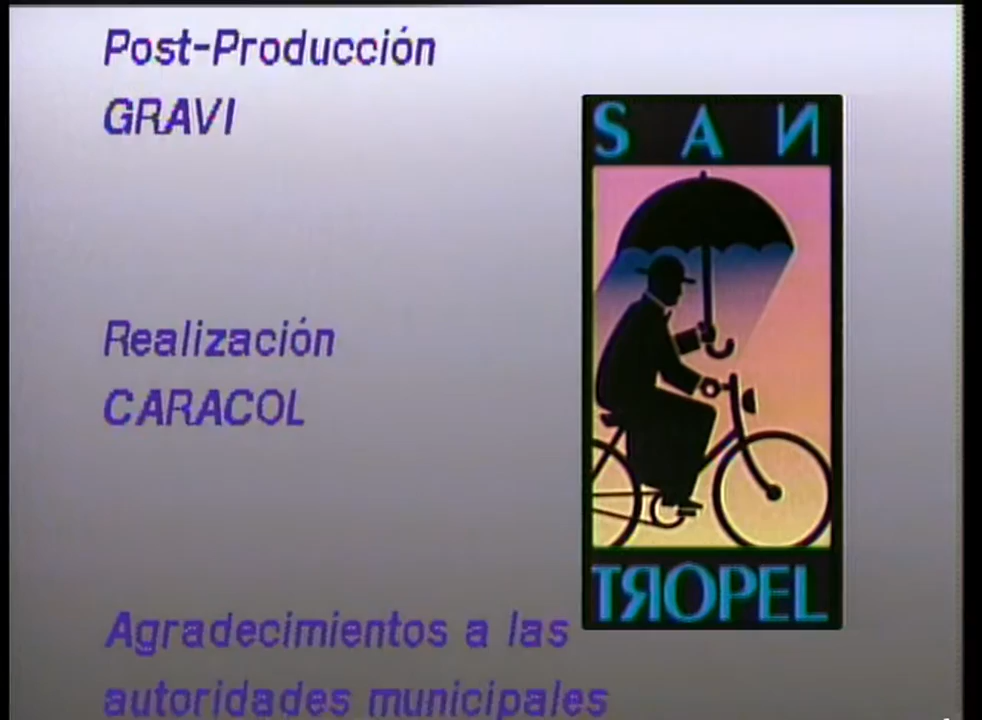 Post-Producción
GRAVI
Realización
CARACOL
Agradecimientos a las
autoridades municipales
SAN
TROPEL